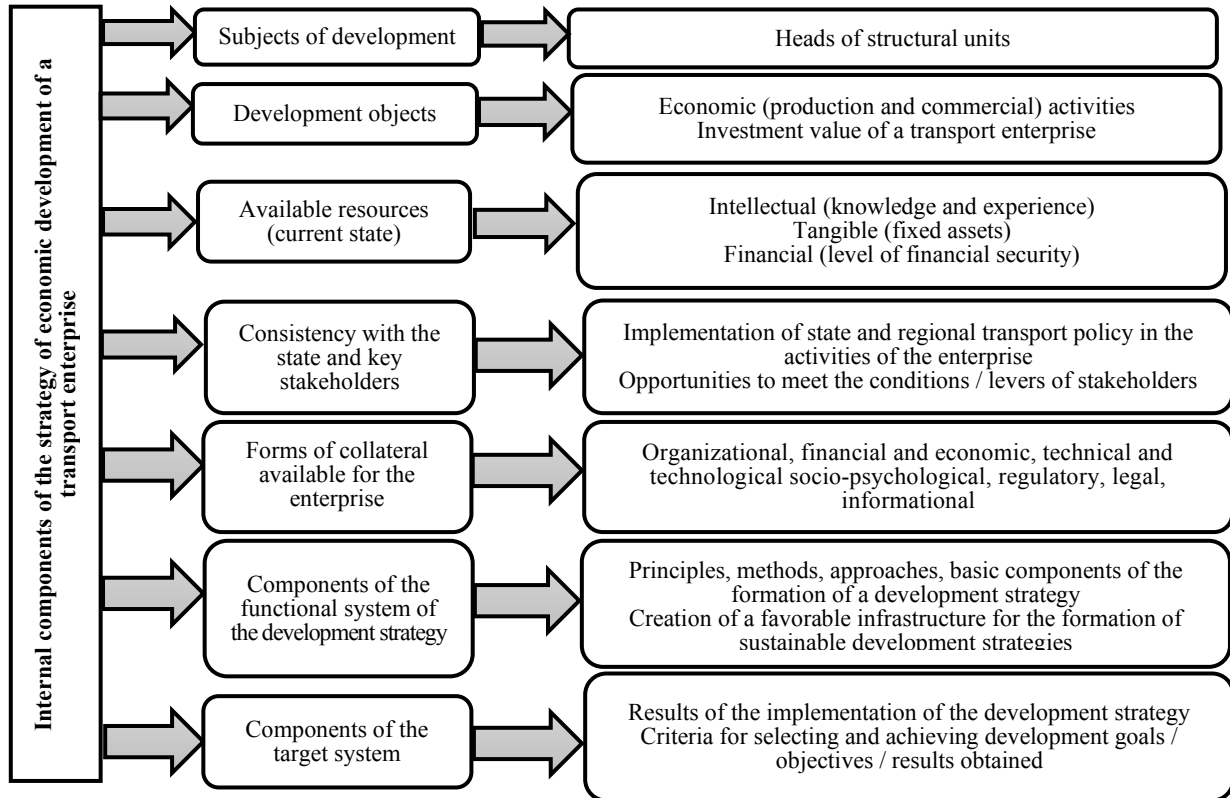 Internal components of the strategy of economic development of a
transport enterprise
Subjects of development
Heads of structural units
Development objects
Economic (production and commercial) activities
Investment value of a transport enterprise
Available resources
(current state)
Intellectual (knowledge and experience)
Tangible (fixed assets)
Financial (level of financial security)
Consistency with the
state and key
stakeholders
Implementation of state and regional transport policy in the
activities of the enterprise
Opportunities to meet the conditions / levers of stakeholders
Forms of collateral
available for the
enterprise
Organizational, financial and economic, technical and
technological socio-psychological, regulatory, legal,
informational
Components of the
functional system of
the development strategy
Principles, methods, approaches, basic components of the
formation of a development strategy
Creation of a favorable infrastructure for the formation of
sustainable development strategies
Components of the
target system
Results of the implementation of the development strategy
Criteria for selecting and achieving development goals /
objectives / results obtained